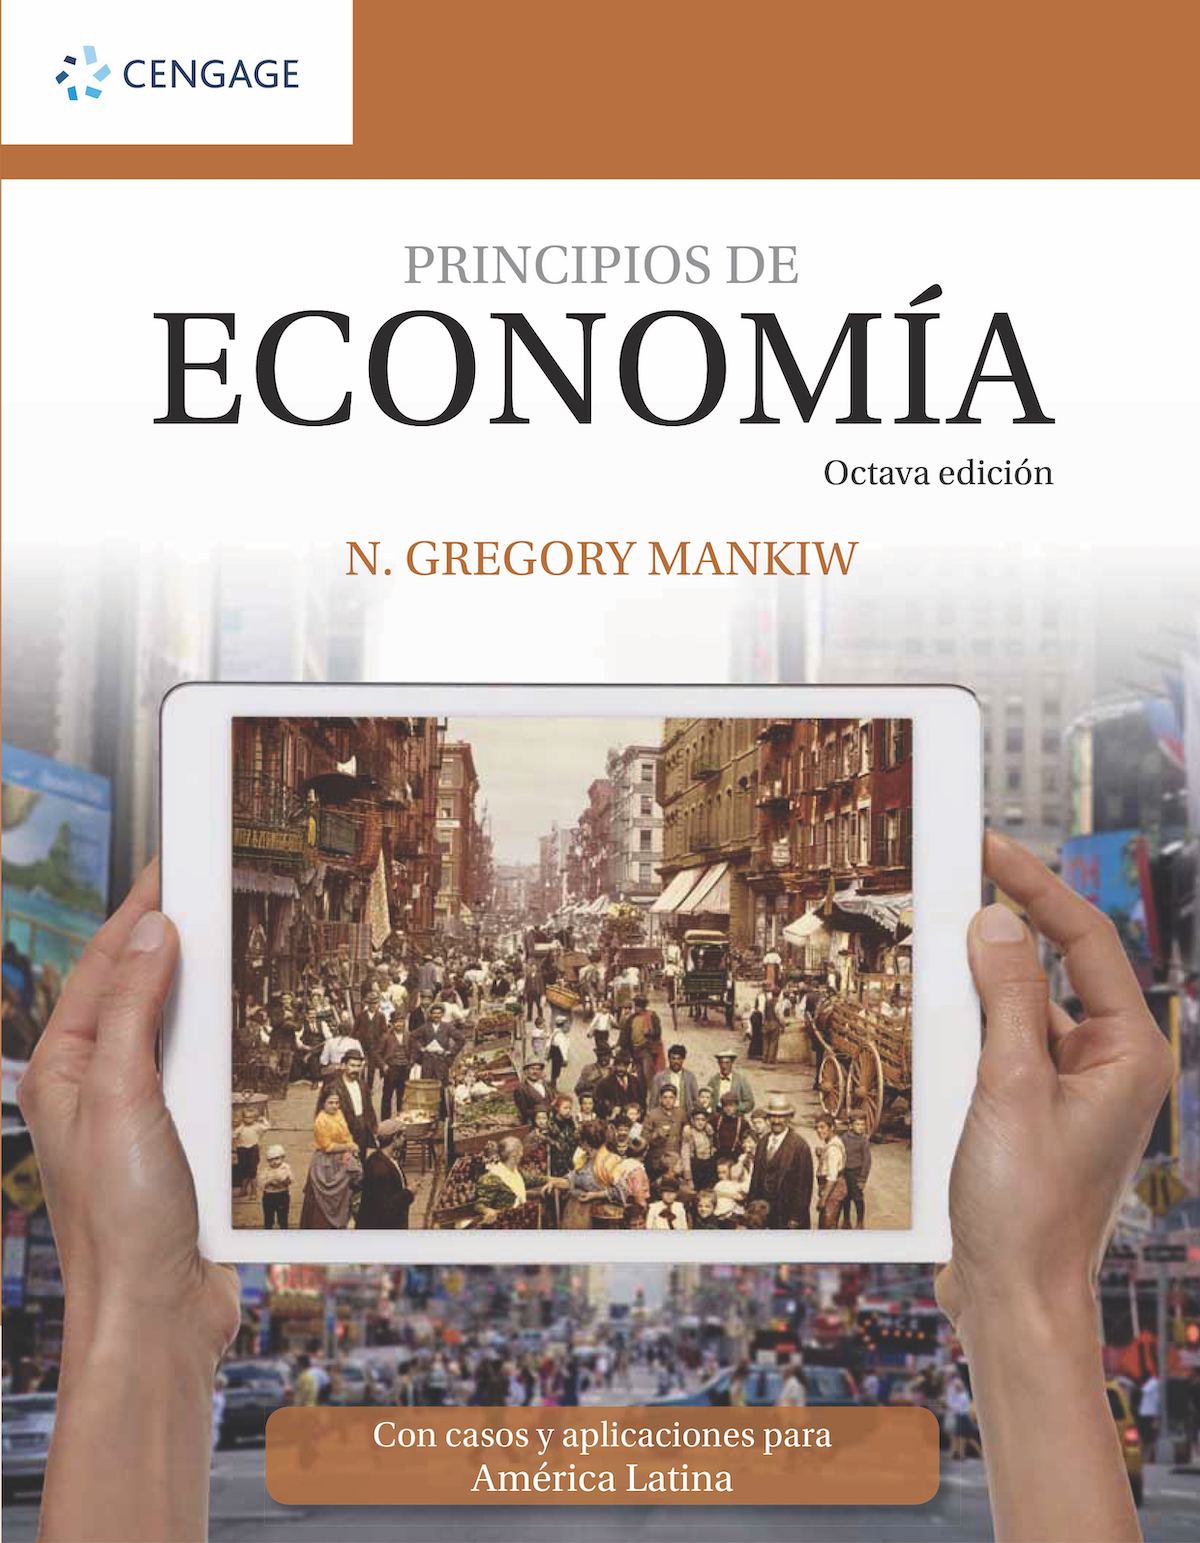 CENGAGE
PRINCIPIOS DE
ECONOMÍA
Octava edición
N. GREGORY MANKIW
Con casos y aplicaciones para
América Latina